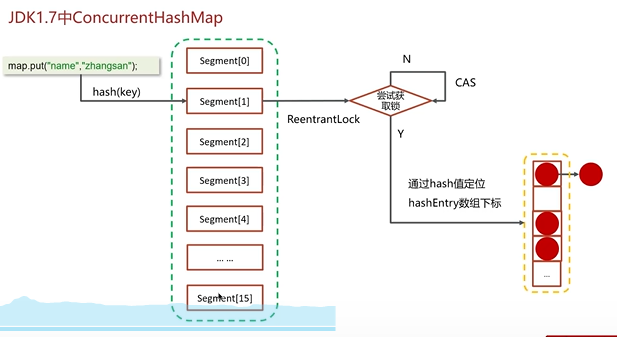 JDK1.7中ConcurrentHashMap
map.put("name","zhangsan");
hash(key)
Segment[0]
Segment[1]
Segment[2]
Segment[3]
Segment[4]
... ...
Segment[15]
ReentrantLock
尝试获
取锁
N
CAS
Y
通过hash值定位
hashEntry数组下标
...